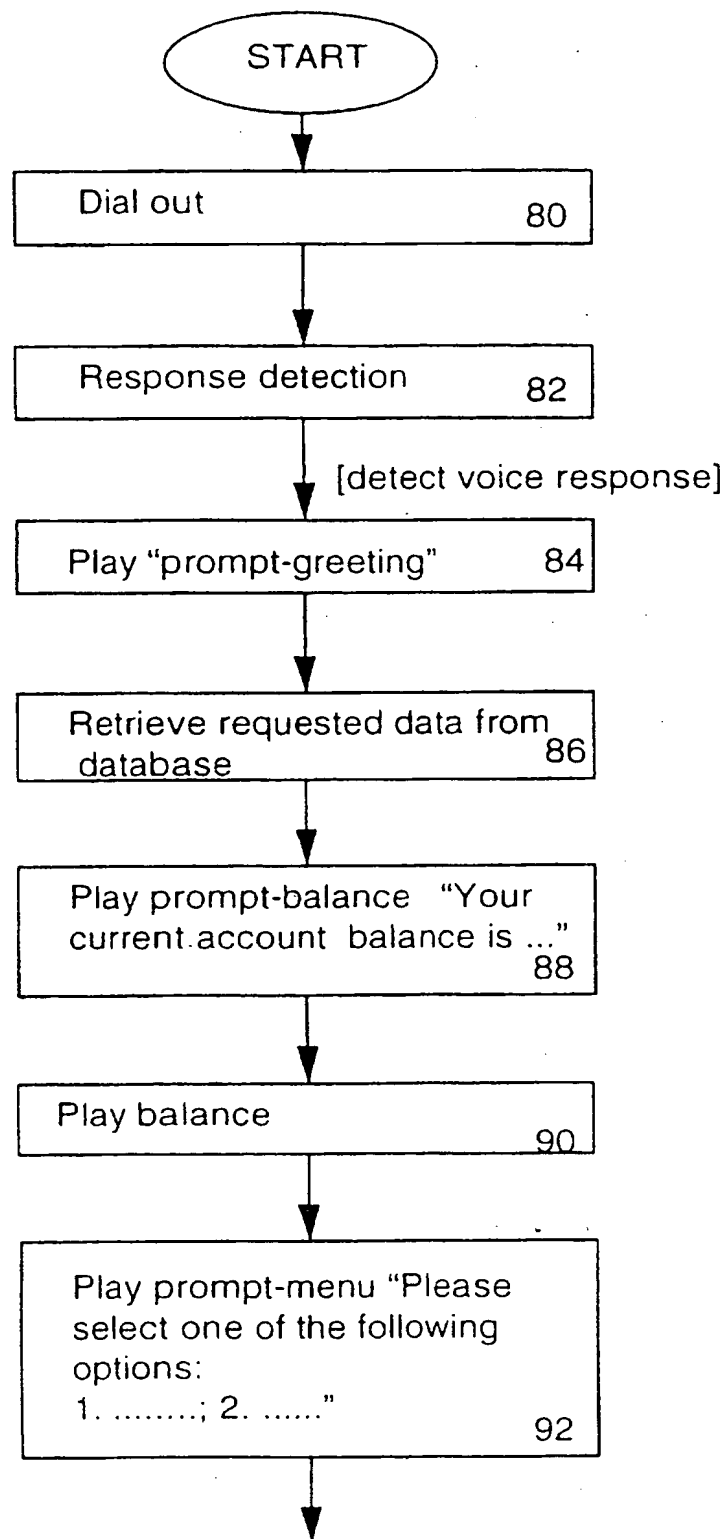 START
Dial out
80
Response detection
82
[detect voice response]
Play “prompt-greeting”
84
Retrieve requested data from
database
86
Play prompt-balance “Your
current account balance is ...”
88
Play balance
90
Play prompt-menu “Please
select one of the following
options:
1. .........; 2. ......”
92